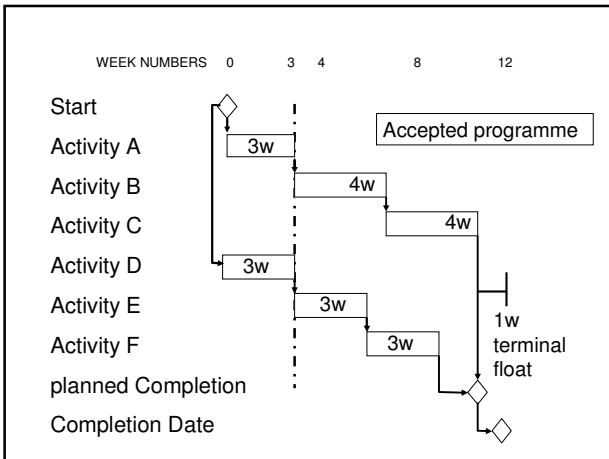 WEEK NUMBERS 0 3 4 8 12
Start
Accepted programme
Activity A 3w
Activity B 4w
Activity C 4w
Activity D 3w
Activity E 3w
1w
Activity F 3w
terminal
float
planned Completion
Completion Date